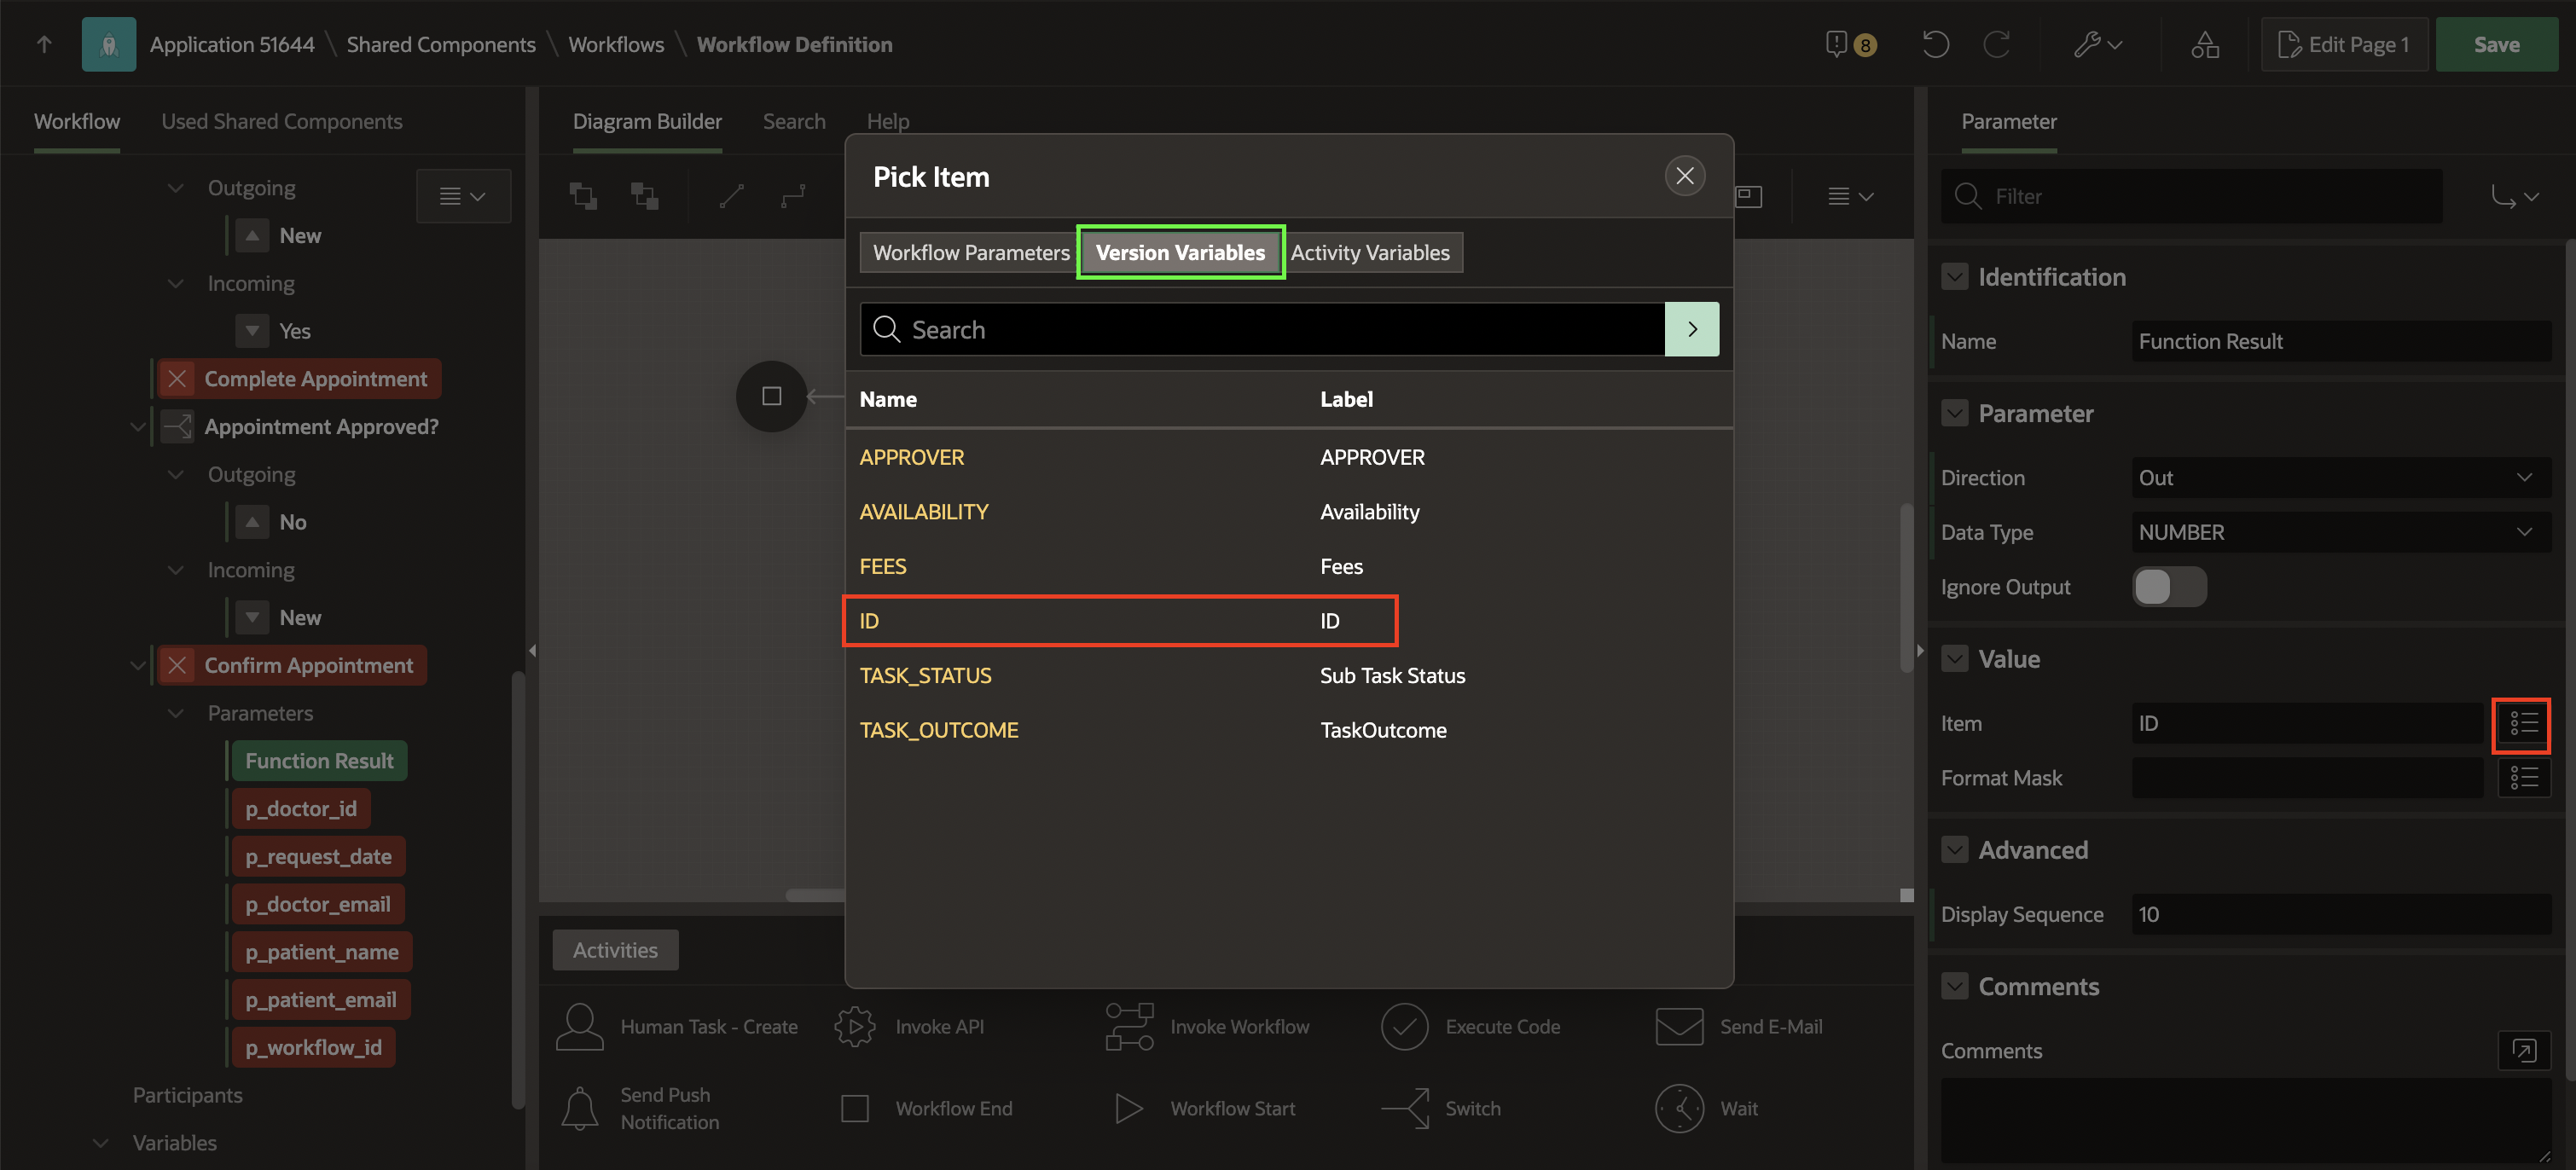 Application 51644 \ Shared Components \ Workflows \ Workflow Definition
8
Edit Page 1
Save
Workflow
Used Shared Components
Outgoing
New
Incoming
Yes
Complete Appointment
Appointment Approved?
Outgoing
No
Incoming
New
Confirm Appointment
Parameters
Function Result
p_doctor_id
p_request_date
p_doctor_email
p_patient_name
p_patient_email
p_workflow_id
Participants
Variables
Diagram Builder
Search
Help
Pick Item
Workflow Parameters
Version Variables
Activity Variables
Search
Name Label
APPROVER APPROVER
AVAILABILITY Availability
FEES Fees
ID ID
TASK_STATUS Sub Task Status
TASK_OUTCOME TaskOutcome
Activities
Human Task - Create
Invoke API
Invoke Workflow
Execute Code
Send E-Mail
Send Push
Notification
Workflow End
Workflow Start
Switch
Wait
Parameter
Filter
Identification
Name Function Result
Parameter
Direction Out
Data Type NUMBER
Ignore Output
Value
Item ID
Format Mask
Advanced
Display Sequence 10
Comments
Comments